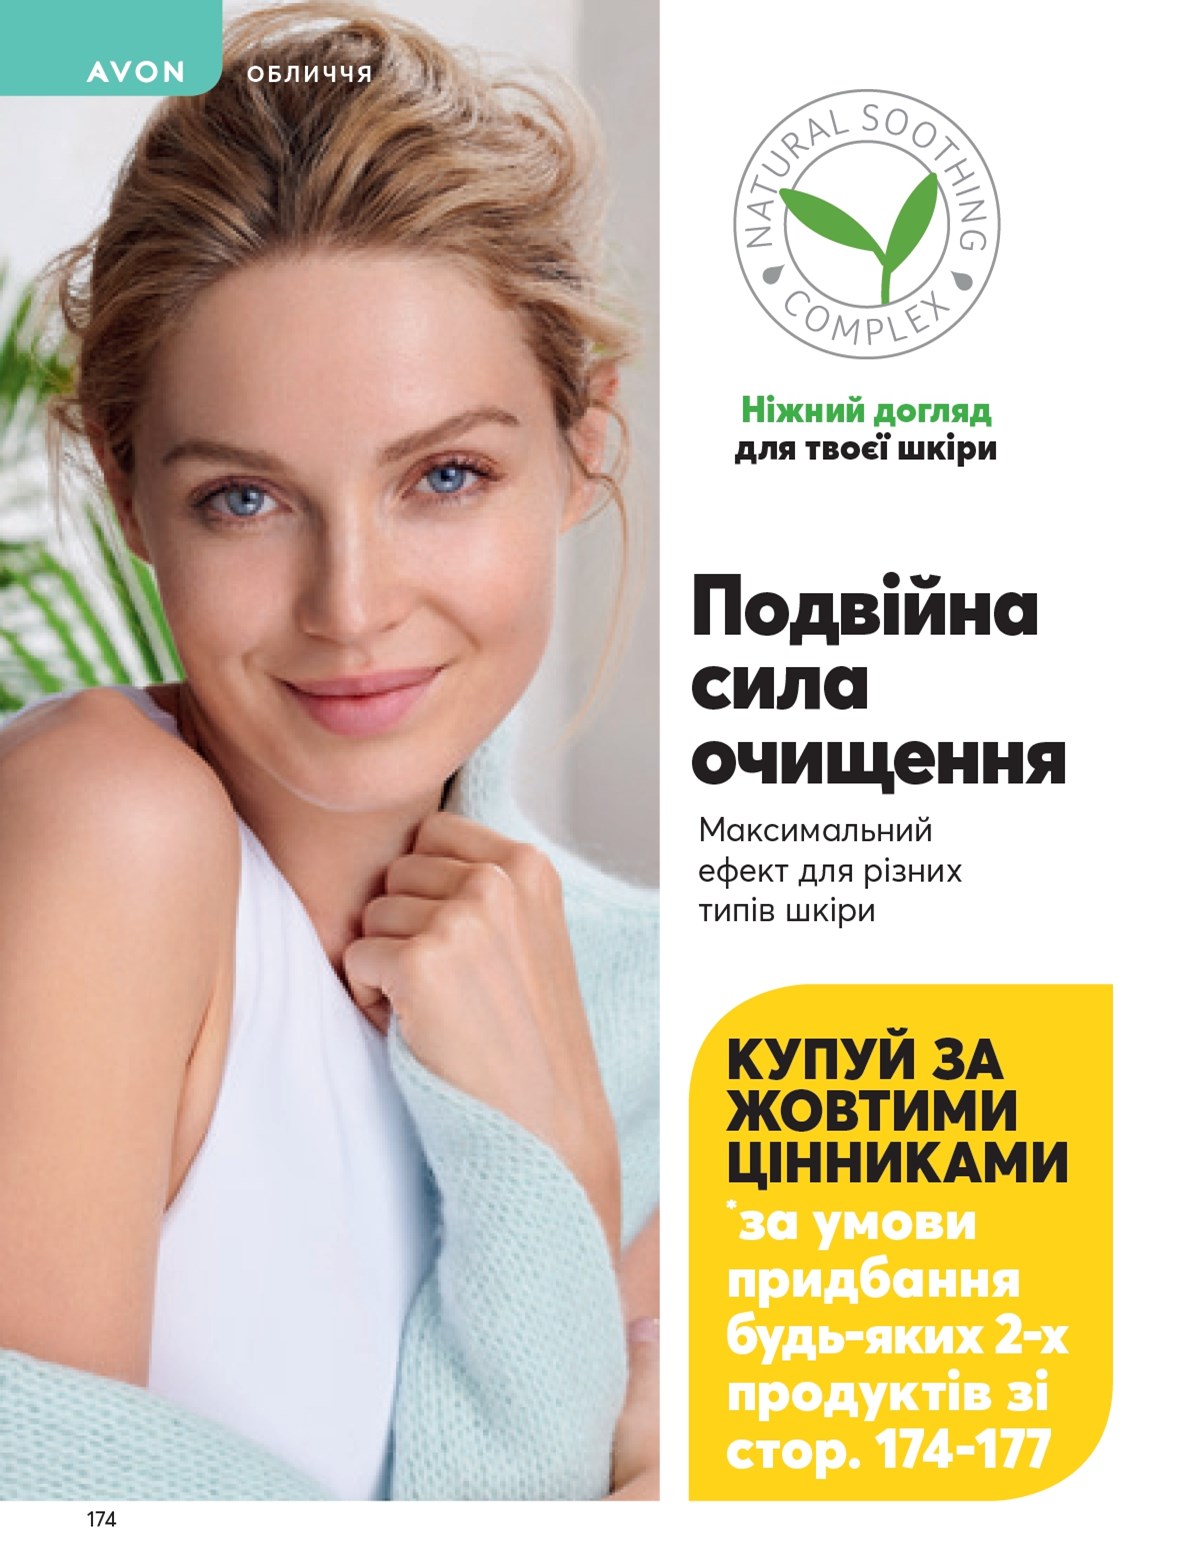 AVON
ОБЛИЧЧЯ
NATURAL SOOTHING
COMPLEX
Ніжний догляд
для твоєї шкіри
Подвійна
сила
очищення
Максимальний
ефект для різних
типів шкіри
КУПУЙ ЗА
ЖОВТИМИ
ЦІННИКАМИ
*за умови
придбання
будь-яких 2-х
продуктів зі
стор. 174-177
174